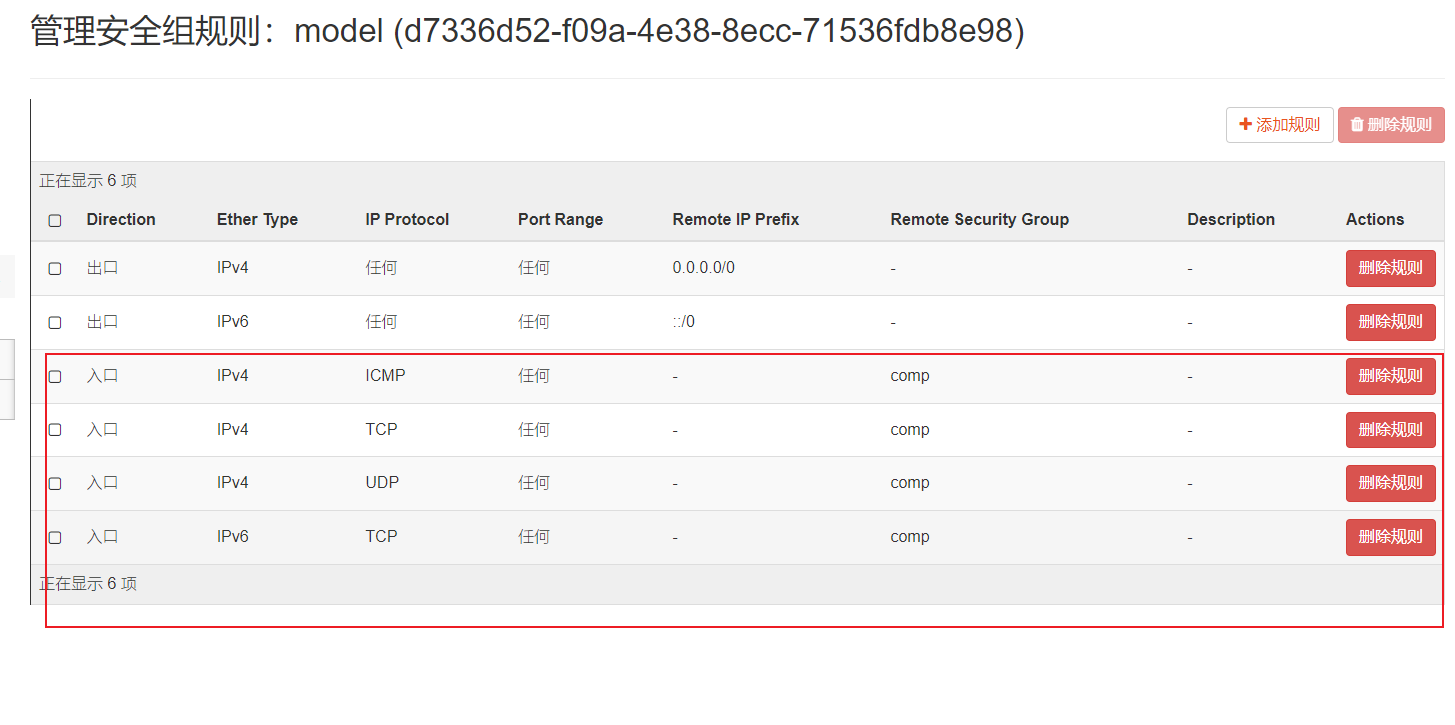 管理安全组规则：model (d7336d52-f09a-4e38-8ecc-71536fdb8e98)
添加规则 删除规则
正在显示 6 项
Direction Ether Type IP Protocol Port Range Remote IP Prefix Remote Security Group Description Actions
出口 IPv4 任何 任何 0.0.0.0/0 - - 删除规则
出口 IPv6 任何 任何 ::/0 - - 删除规则
入口 IPv4 ICMP 任何 - comp - 删除规则
入口 IPv4 TCP 任何 - comp - 删除规则
入口 IPv4 UDP 任何 - comp - 删除规则
入口 IPv6 TCP 任何 - comp - 删除规则
正在显示 6 项